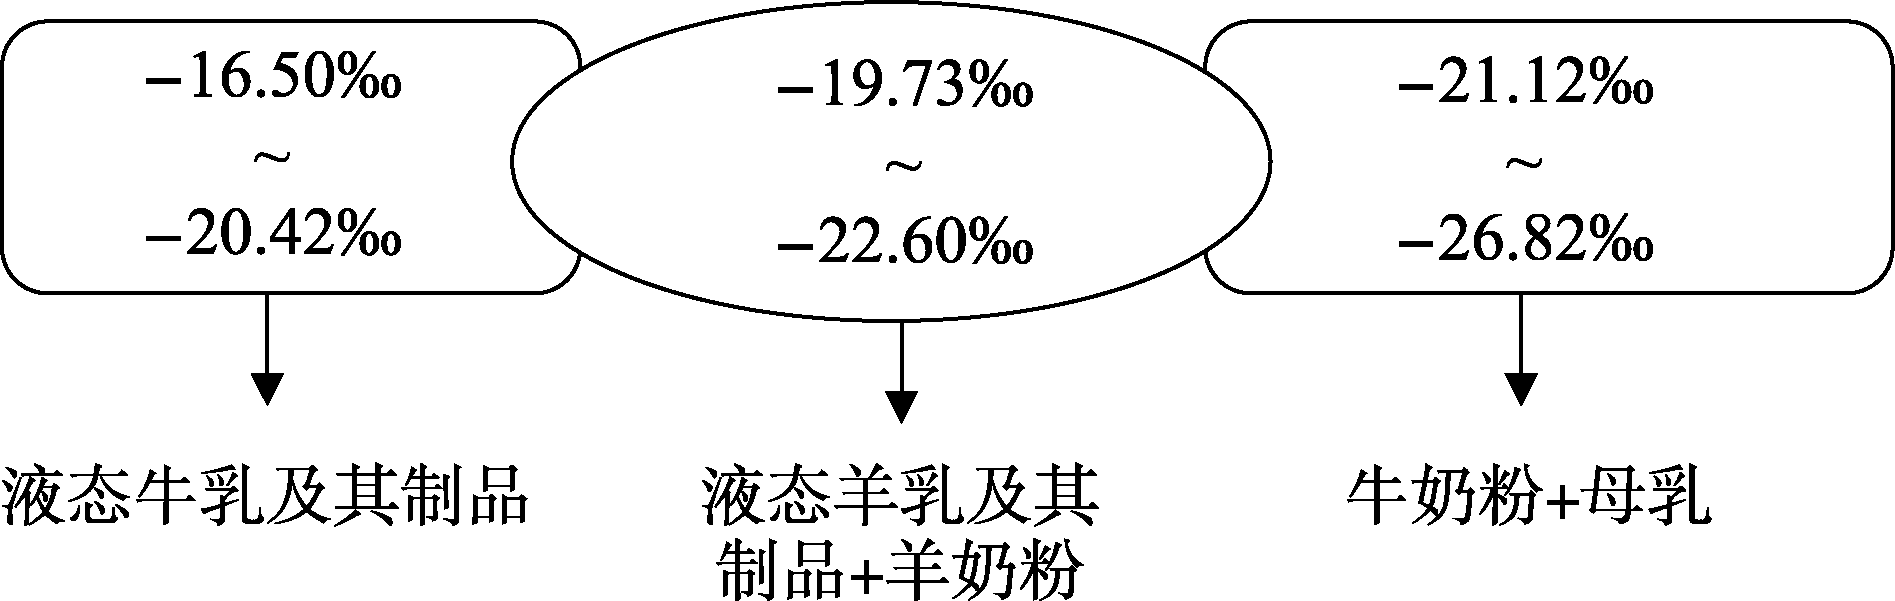 −16.50‰
~
−20.42‰
−19.73‰
~
−22.60‰
−21.12‰
~
−26.82‰
液态牛乳及其制品
液态羊乳及其
制品+羊奶粉
牛奶粉+母乳